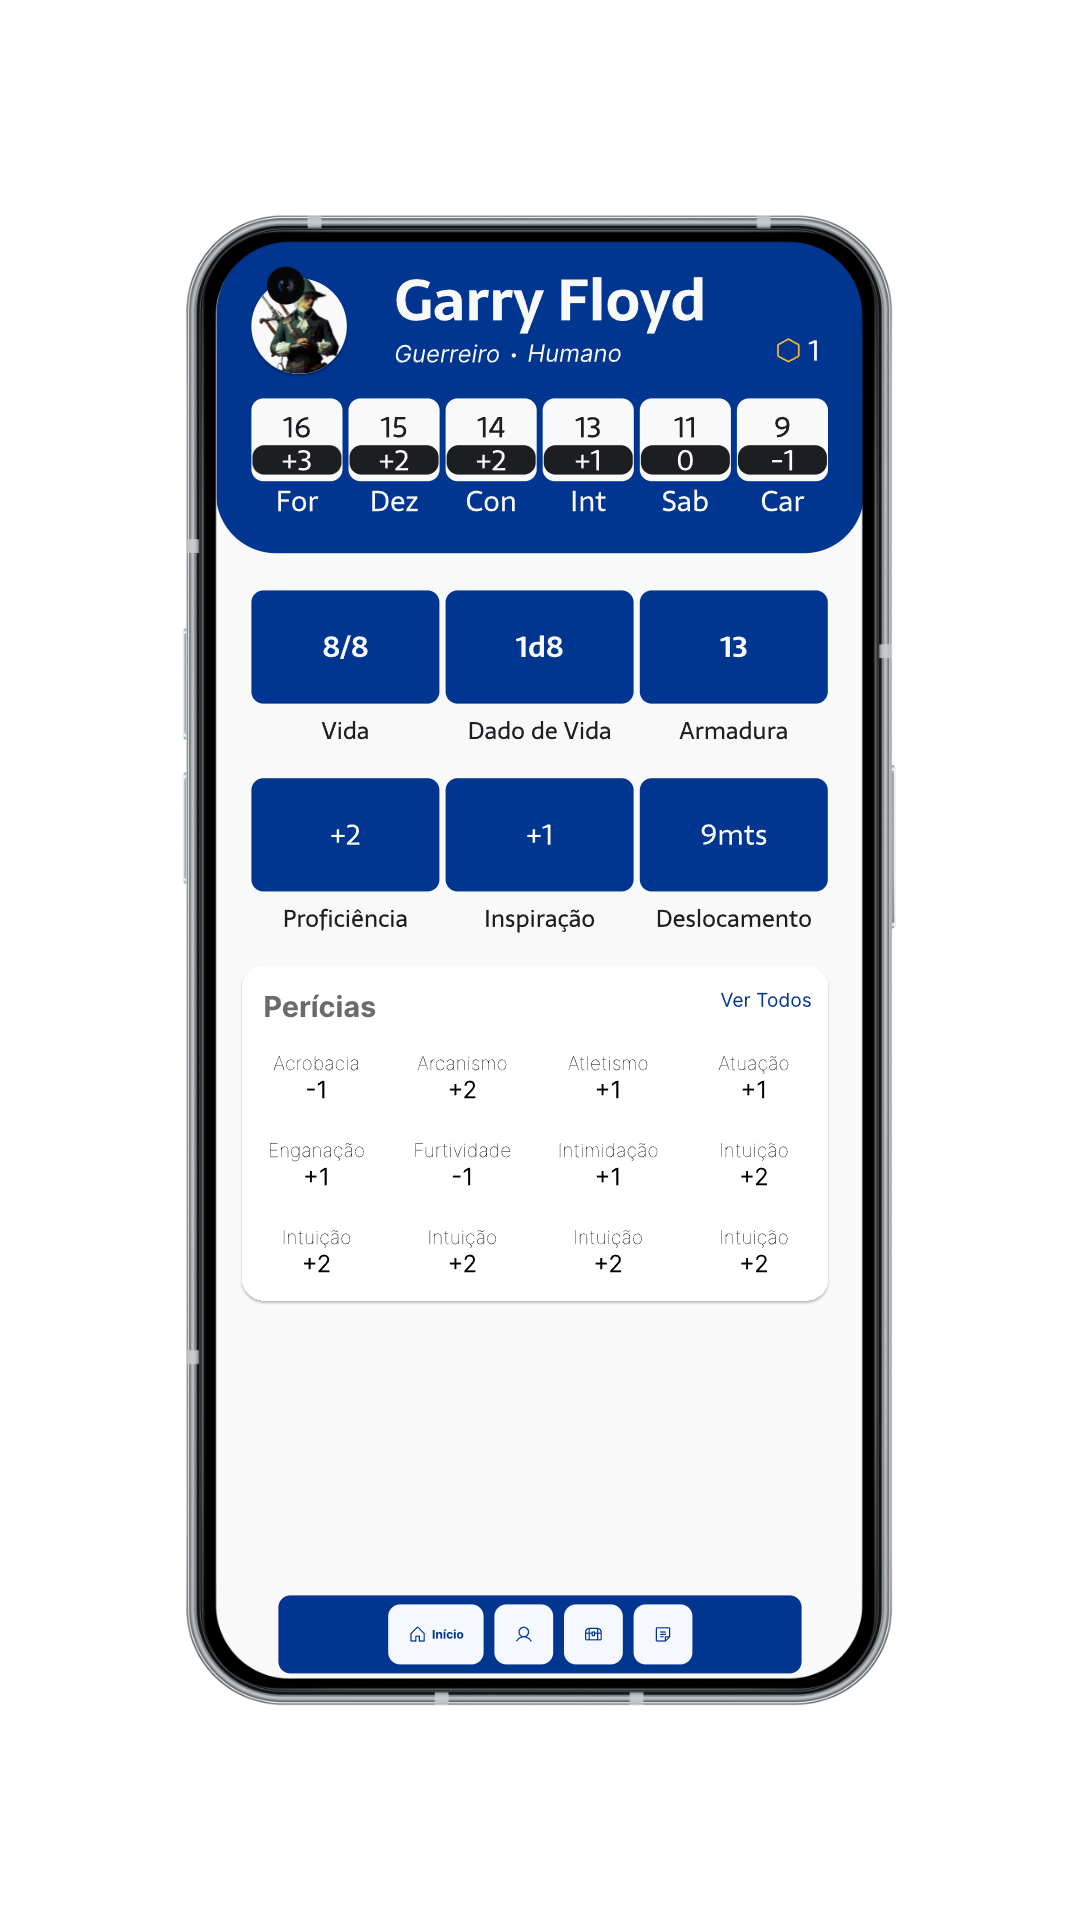 Garry Floyd
Guerreiro • Humano
1
16 15 14 13 11 9
+3 +2 +2 +1 0 -1
For Dez Con Int Sab Car
8/8 1d8 13
Vida Dado de Vida Armadura
+2 +1 9mts
Proficiência Inspiração Deslocamento
Perícias
Ver Todos
Acrobacia Arcanismo Atletismo Atuação
-1 +2 +1 +1
Enganação Furtividade Intimidação Intuição
+1 -1 +1 +2
Intuição Intuição Intuição Intuição
+2 +2 +2 +2
Início